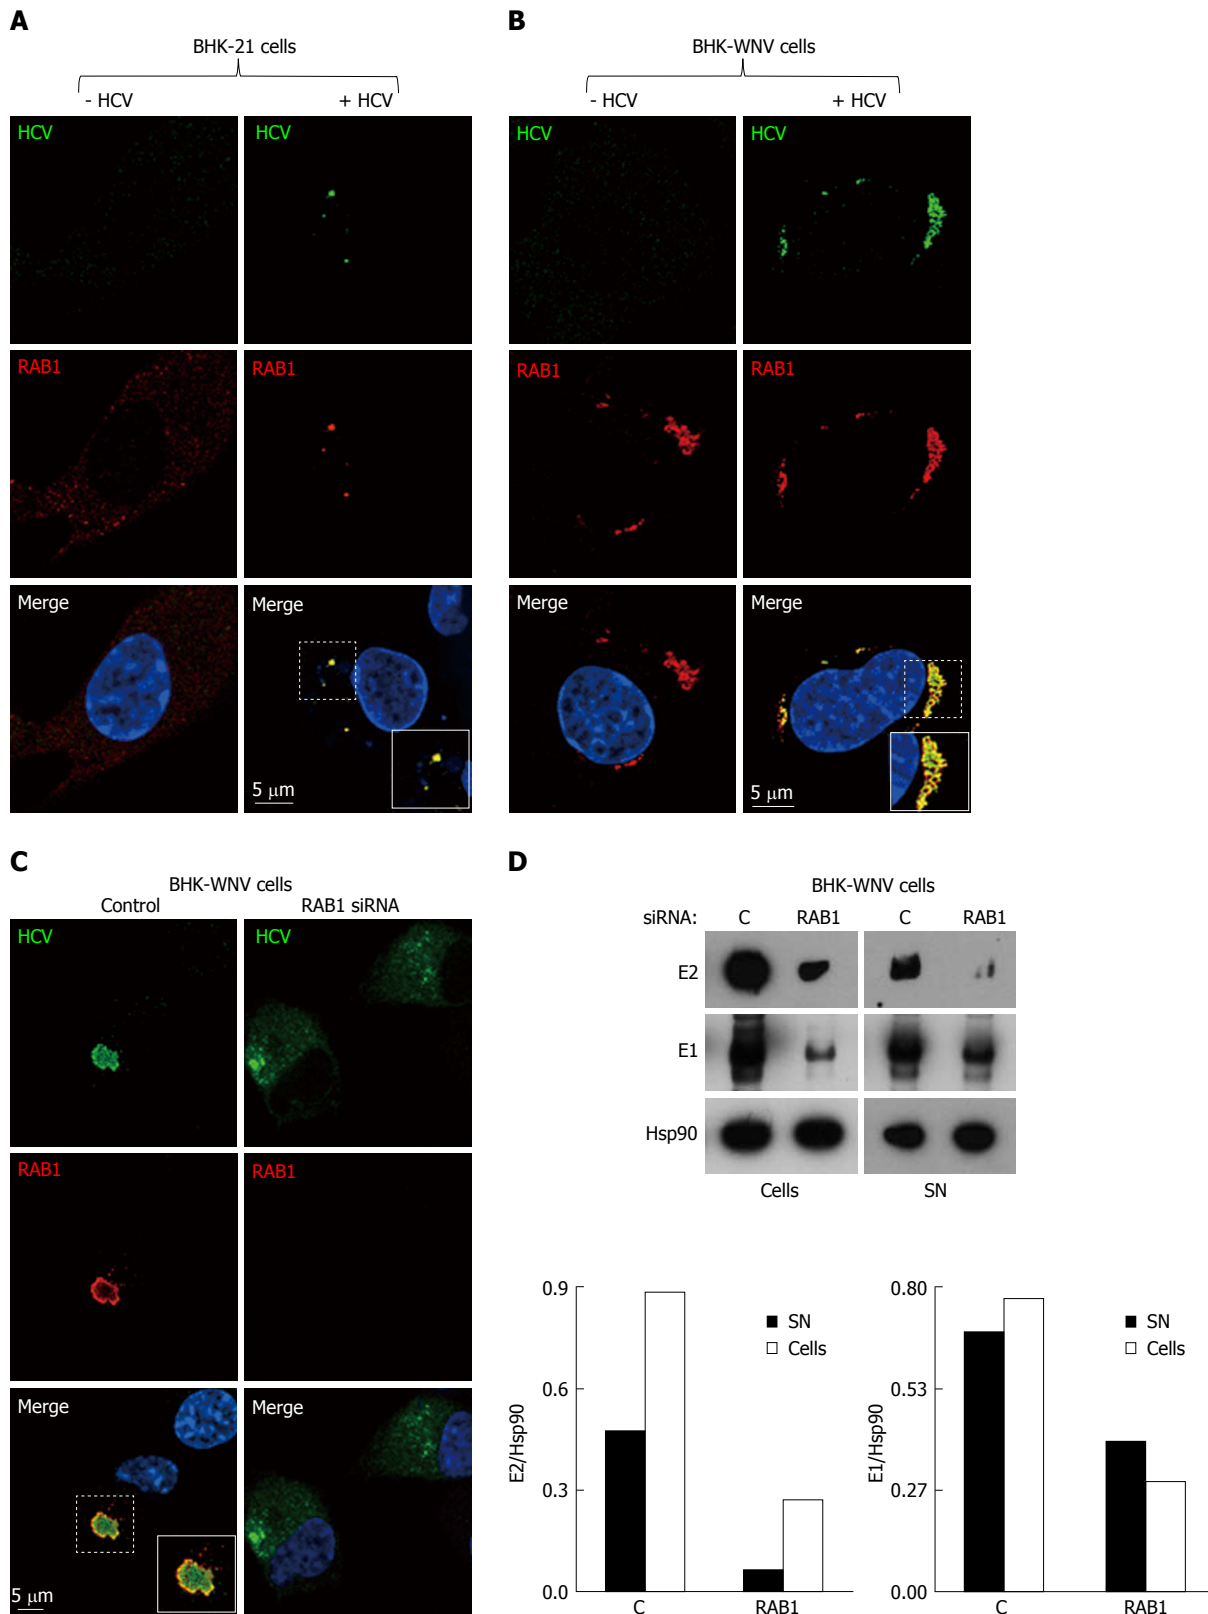 A
BHK-21 cells
- HCV + HCV
HCV HCV
RAB1 RAB1
Merge Merge
5 μm
B
BHK-WNV cells
- HCV + HCV
HCV HCV
RAB1 RAB1
Merge Merge
5 μm
C
BHK-WNV cells
Control RAB1 siRNA
HCV HCV
RAB1 RAB1
Merge Merge
5 μm
D
BHK-WNV cells
siRNA: C RAB1 C RAB1
E2
E1
Hsp90
Cells SN
E2/Hsp90
0.9
0.6
0.3
0.0
SN
Cells
C RAB1
E1/Hsp90
0.80
0.53
0.27
0.00
SN
Cells
C RAB1